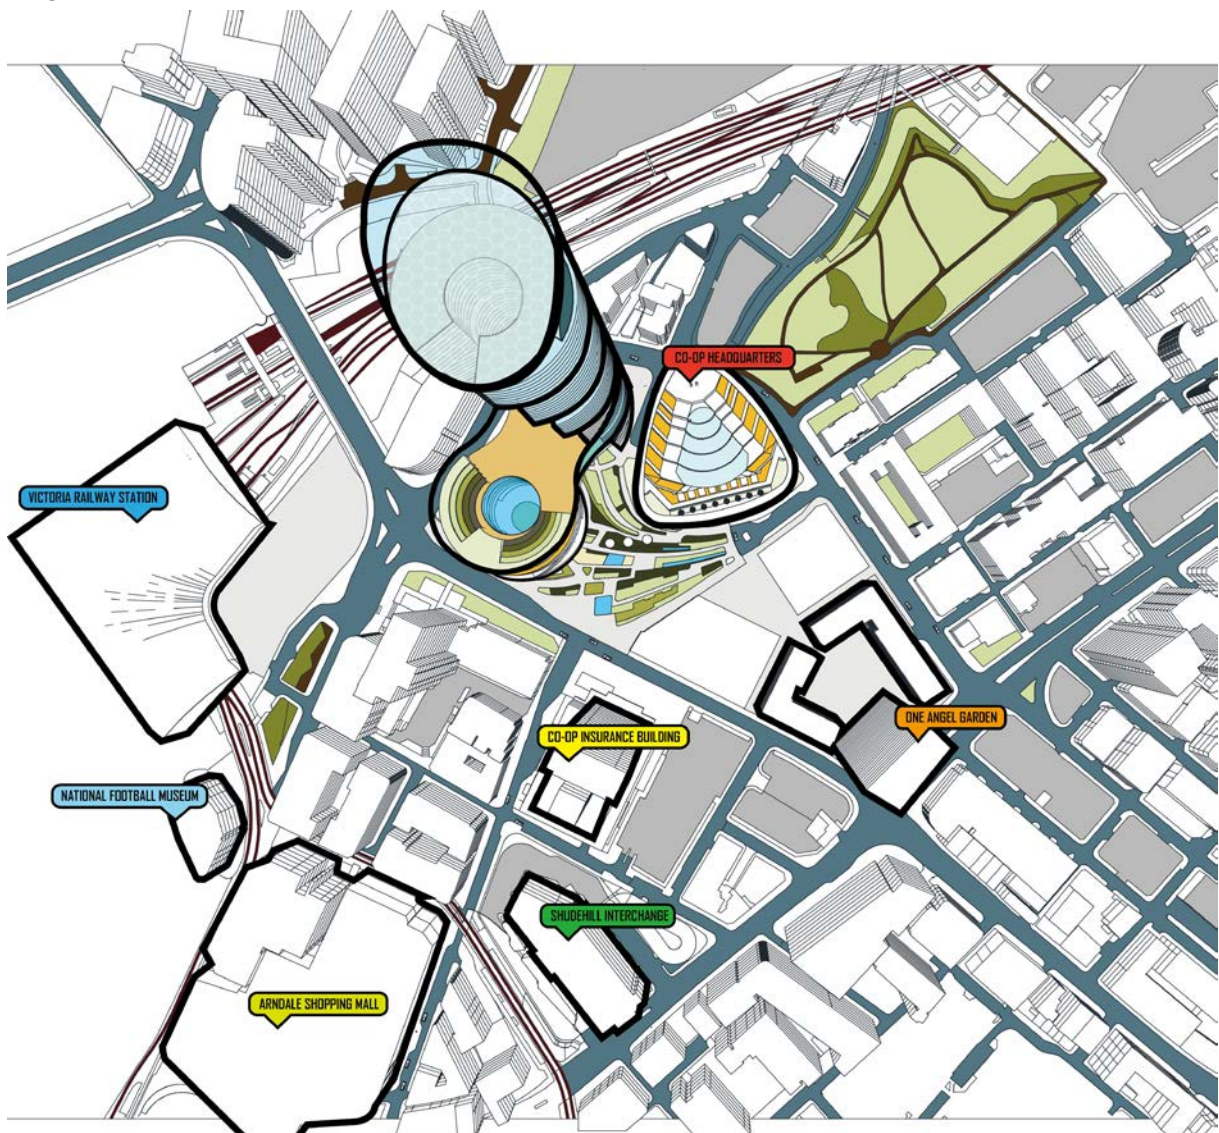 CO-OP HEADQUARTERS
VICTORIA RAILWAY STATION
ONE ANGEL GARDEN
CO-OP INSURANCE BUILDING
NATIONAL FOOTBALL MUSEUM
SHUDEHILL INTERCHANGE
ARNDALE SHOPPING MALL